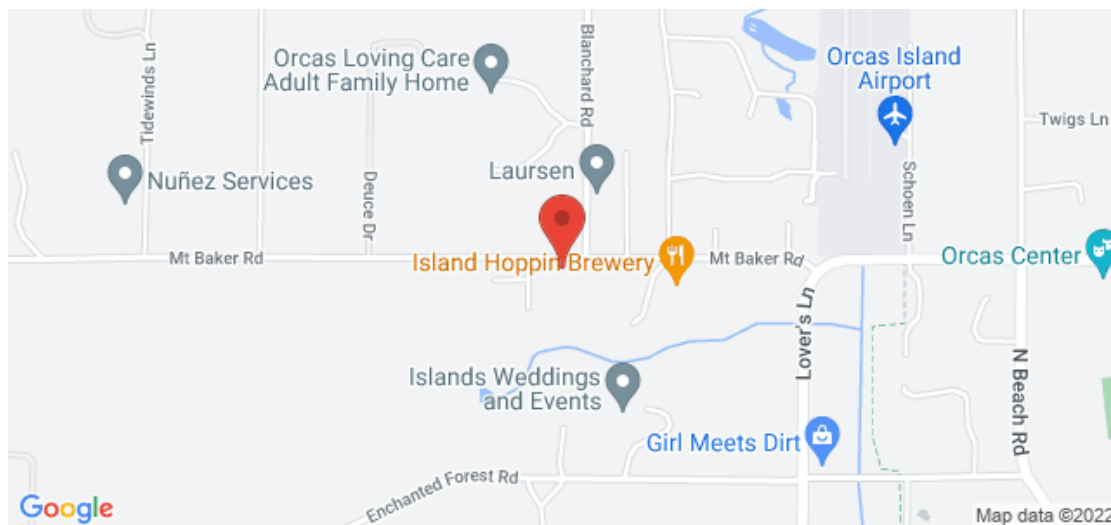 Tidewinds Ln
Orcas Loving Care
Adult Family Home
Blanchard Rd
Orcas Island
Airport
Twigs Ln
Nuñez Services
Deuce Dr
Laursen
Schoen Ln
Mt Baker Rd
Island Hoppin Brewery
Mt Baker Rd
Orcas Center
Lover's Ln
N Beach Rd
Islands Weddings
and Events
Girl Meets Dirt
Enchanted Forest Rd
Google
Map data ©2022